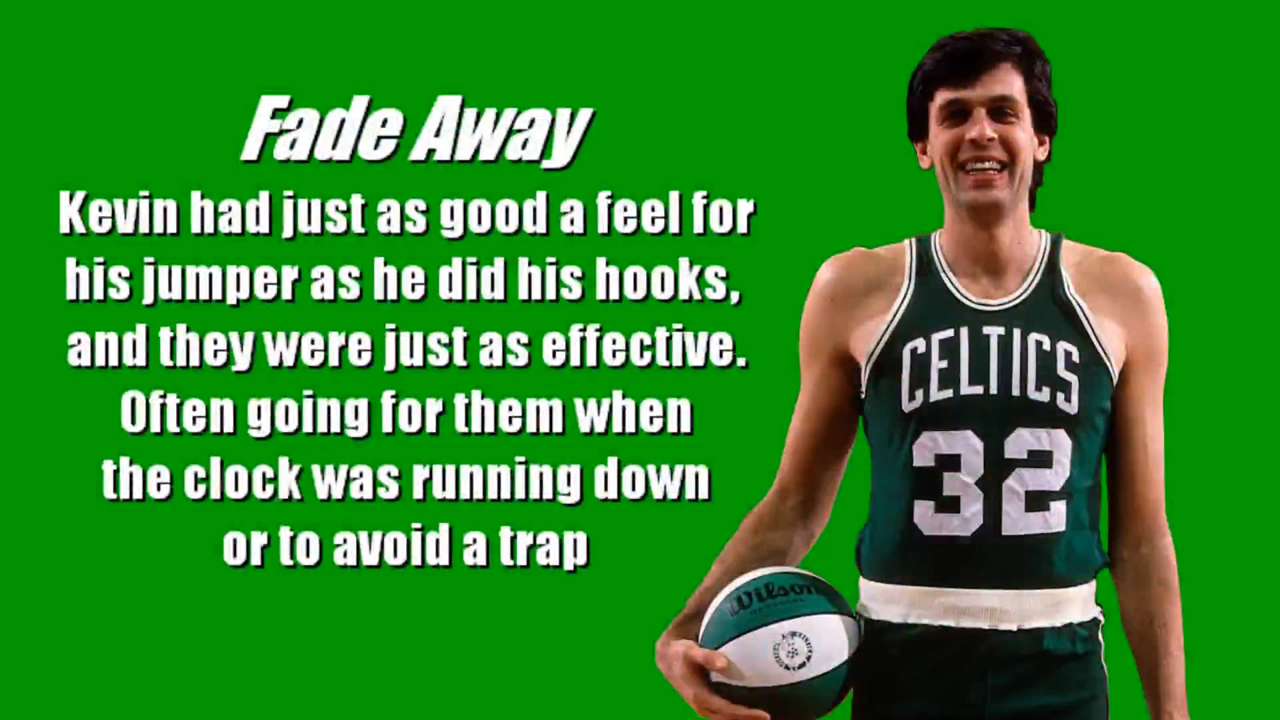 Fade Away
Kevin had just as good a feel for
his jumper as he did his hooks,
and they were just as effective.
Often going for them when
the clock was running down
or to avoid a trap
CELTICS
32
Wilson